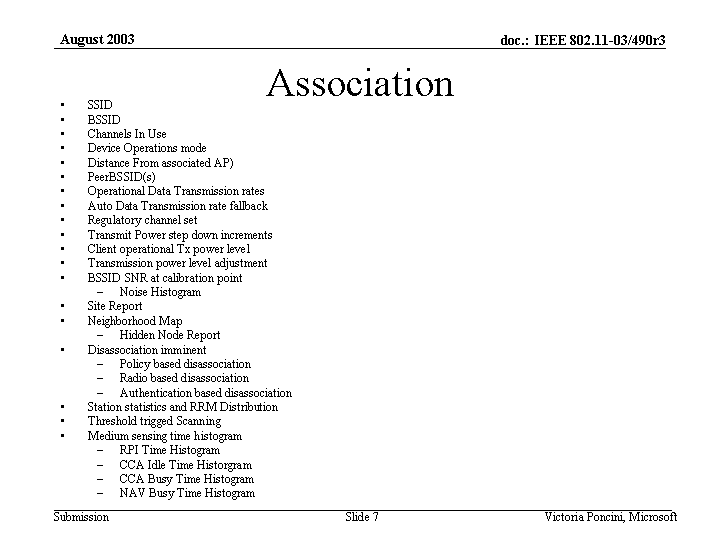 August 2003
doc.: IEEE 802.11-03/490r3
Association
• SSID
• BSSID
• Channels In Use
• Device Operations mode
• Distance From associated AP)
• PeerBSSID(s)
• Operational Data Transmission rates
• Auto Data Transmission rate fallback
• Regulatory channel set
• Transmit Power step down increments
• Client operational Tx power level
• Transmission power level adjustment
• BSSID SNR at calibration point
– Noise Histogram
• Site Report
• Neighborhood Map
– Hidden Node Report
• Disassociation imminent
– Policy based disassociation
– Radio based disassociation
– Authentication based disassociation
• Station statistics and RRM Distribution
• Threshold trigged Scanning
• Medium sensing time histogram
– RPI Time Histogram
– CCA Idle Time Historgram
– CCA Busy Time Histogram
– NAV Busy Time Histogram
Submission
Slide 7
Victoria Poncini, Microsoft